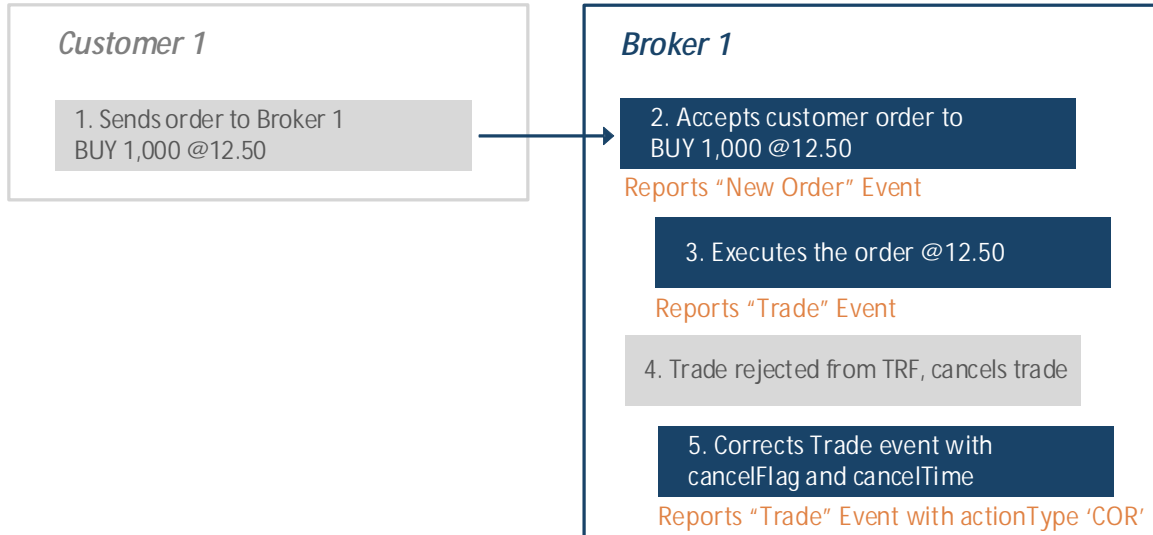 Customer 1
1. Sends order to Broker 1
BUY 1,000 @12.50
Broker 1
2. Accepts customer order to
BUY 1,000 @12.50
Reports “New Order” Event
3. Executes the order @12.50
Reports “Trade” Event
4. Trade rejected from TRF, cancels trade
5. Corrects Trade event with
cancelFlag and cancelTime
Reports “Trade” Event with actionType ‘COR’